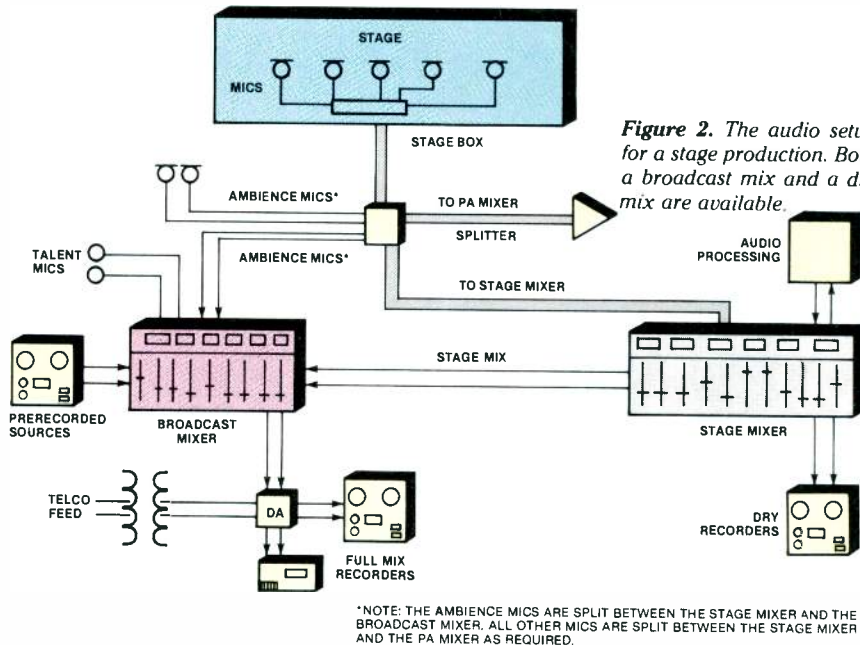 STAGE
MICS
STAGE BOX
Figure 2. The audio setu
for a stage production. Bo
a broadcast mix and a d
mix are available.
AMBIENCE MICS*
TO PA MIXER
SPLITTER
AUDIO
PROCESSING
TALENT
MICS
AMBIENCE MICS*
TO STAGE MIXER
STAGE MIX
PRERECORDED
SOURCES
BROADCAST
MIXER
STAGE MIXER
TELCO
FEED
DA
FULL MIX
RECORDERS
DRY
RECORDERS
*NOTE: THE AMBIENCE MICS ARE SPLIT BETWEEN THE STAGE MIXER AND THE
BROADCAST MIXER. ALL OTHER MICS ARE SPLIT BETWEEN THE STAGE MIXER
AND THE PA MIXER AS REQUIRED.